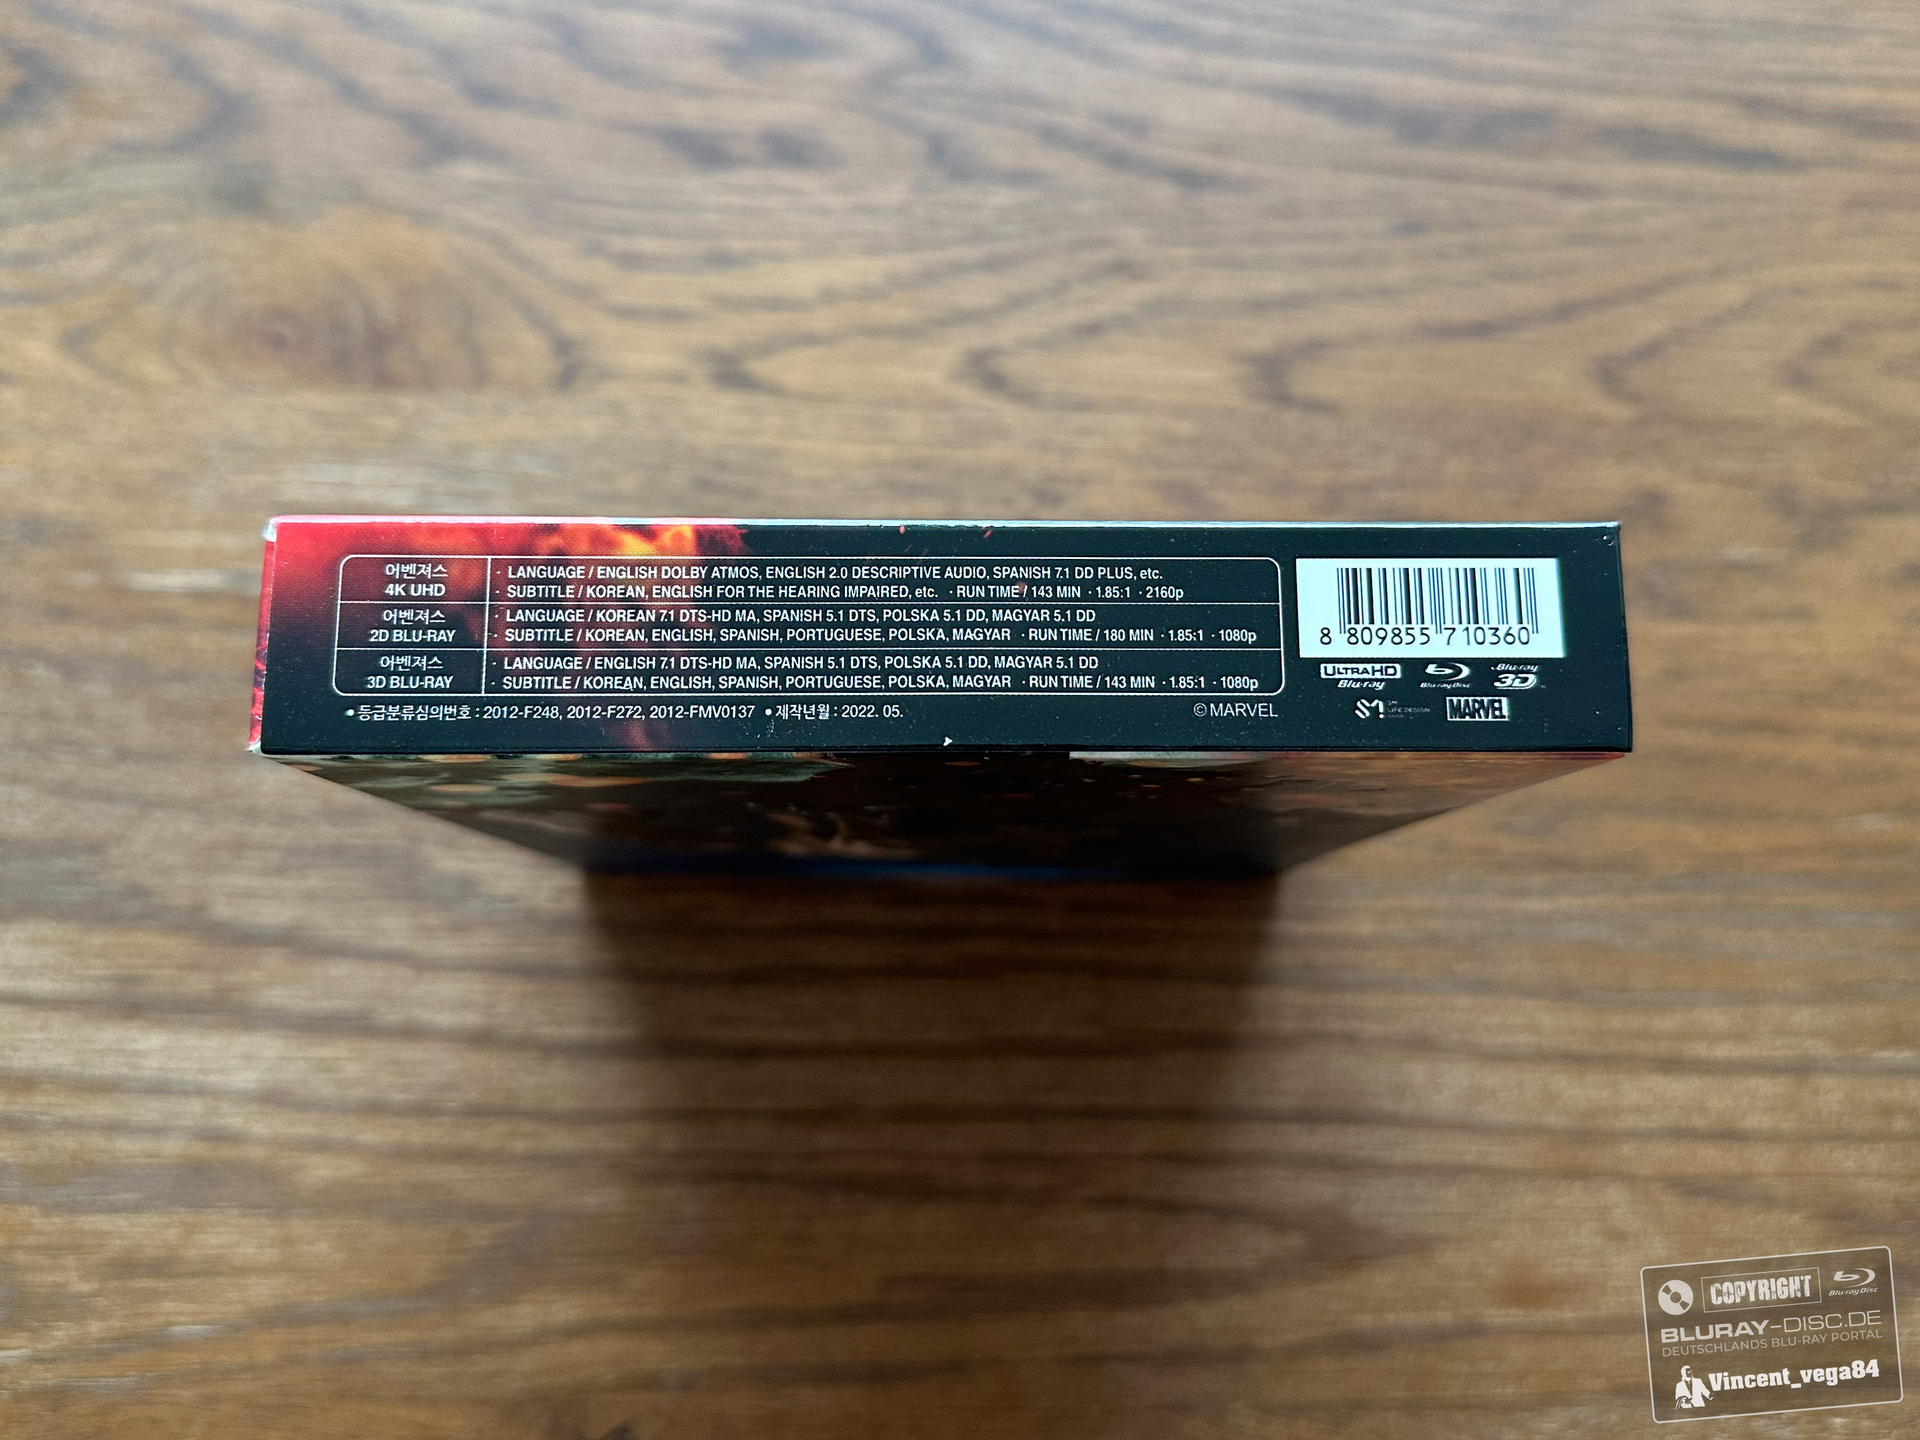 어벤져스
4K UHD
· LANGUAGE / ENGLISH DOLBY ATMOS, ENGLISH 2.0 DESCRIPTIVE AUDIO, SPANISH 7.1 DD PLUS, etc.
· SUBTITLE / KOREAN, ENGLISH FOR THE HEARING IMPAIRED, etc. · RUN TIME / 143 MIN · 1.85:1 · 2160p
어벤져스
2D BLU-RAY
· LANGUAGE / KOREAN 7.1 DTS-HD MA, SPANISH 5.1 DTS, POLSKA 5.1 DD, MAGYAR 5.1 DD
· SUBTITLE / KOREAN, ENGLISH, SPANISH, PORTUGUESE, POLSKA, MAGYAR · RUN TIME / 180 MIN · 1.85:1 · 1080p
어벤져스
3D BLU-RAY
· LANGUAGE / ENGLISH 7.1 DTS-HD MA, SPANISH 5.1 DTS, POLSKA 5.1 DD, MAGYAR 5.1 DD
· SUBTITLE / KOREAN, ENGLISH, SPANISH, PORTUGUESE, POLSKA, MAGYAR · RUN TIME / 143 MIN · 1.85:1 · 1080p
• 등급분류심의번호 : 2012-F248, 2012-F272, 2012-FMV0137 • 제작년월 : 2022. 05.
© MARVEL
8 809855 710360
ULTRA HD
Blu-ray
Blu-ray Disc
Blu-ray
3D
SM
LIFE DESIGN
MARVEL
COPYRIGHT
Blu-ray Disc
BLURAY-DISC.DE
DEUTSCHLANDS BLU-RAY PORTAL
Vincent_vega84